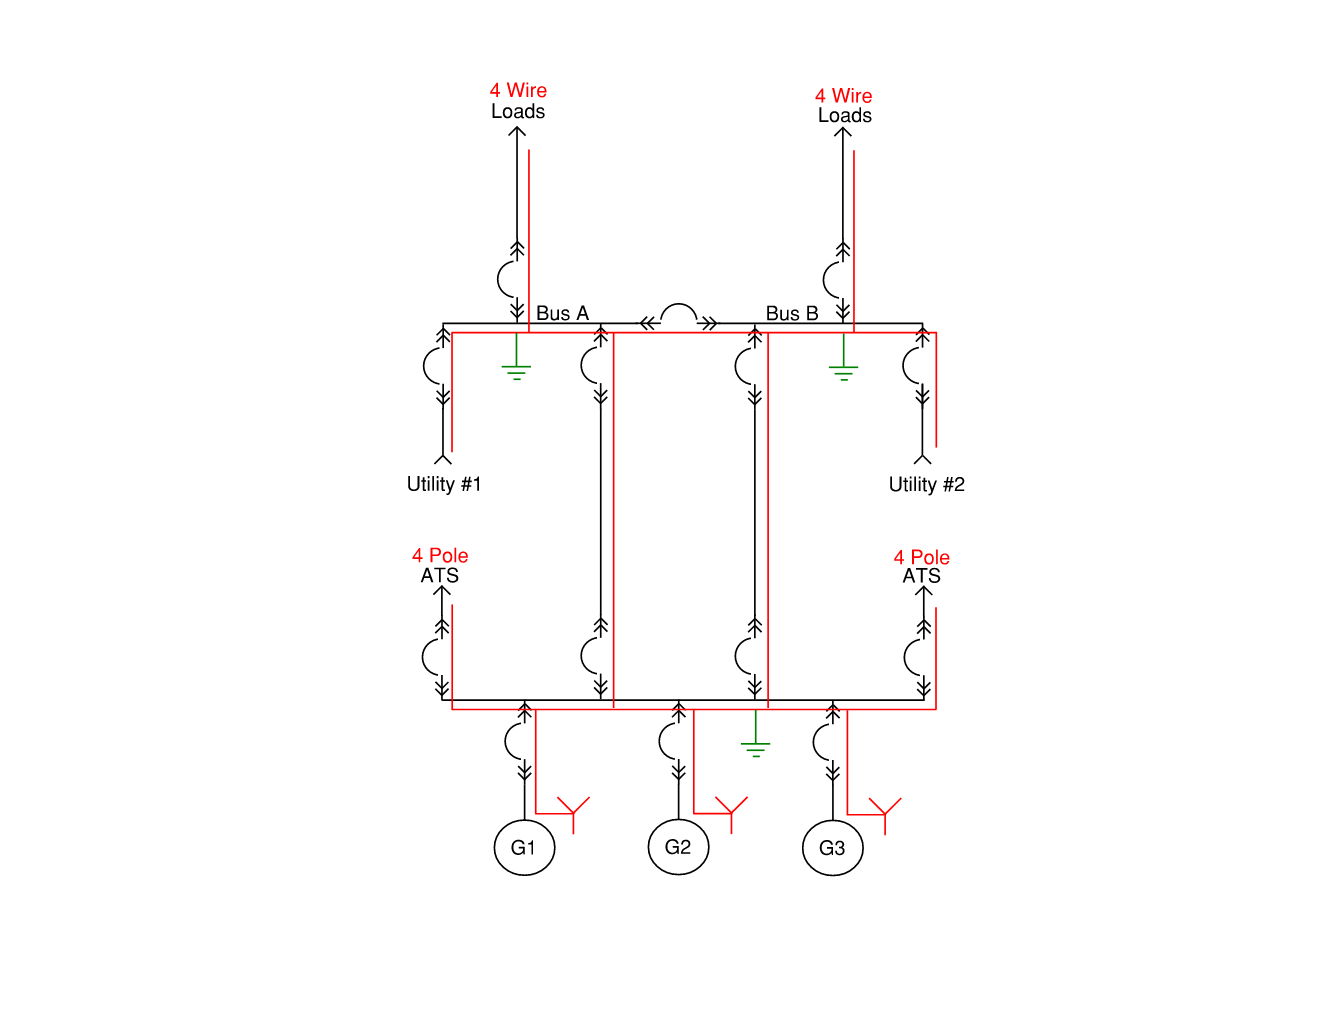 4 Wire
Loads
4 Wire
Loads
Bus A
Bus B
Utility #1
Utility #2
4 Pole
ATS
4 Pole
ATS
G1
G2
G3